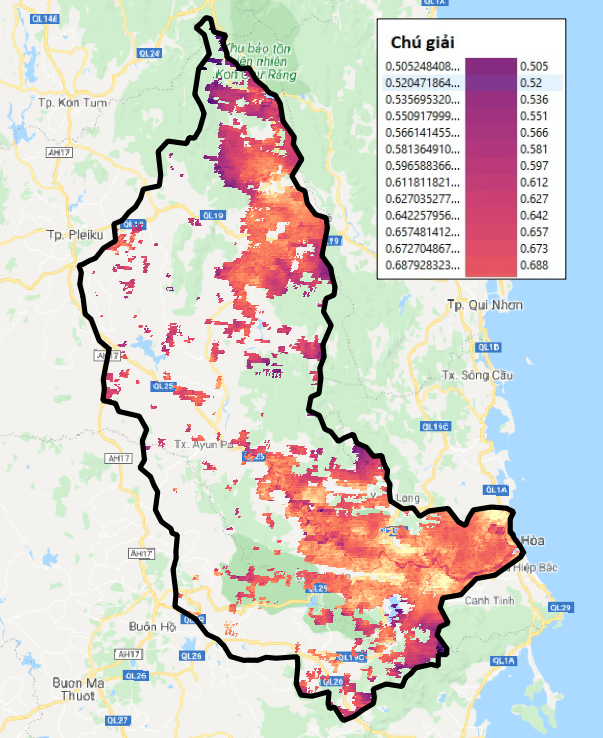 QL1A
QL14E
Chú giải
Khu bảo tồn
thiên nhiên
Kon Chư Răng
QL24
0.505248408... 0.505
0.520471864... 0.52
0.535695320... 0.536
0.550917999... 0.551
0.566141455... 0.566
0.581364910... 0.581
0.596588366... 0.597
0.611811821... 0.612
0.627035277... 0.627
0.642257956... 0.642
0.657481412... 0.657
0.672704867... 0.673
0.687928323... 0.688
Tp. Kon Tum
AH17
QL19
QL19
Tp. Pleiku
Tp. Qui Nhơn
QL1D
AH17
Tx. Sông Cầu
QL25
QL19C
Tx. Ayun Pa
AH17
QL25
QL1A
Lang
Hòa
AH17
Hiệp Bắc
QL29
Canh Tinh
QL29
Buôn Hồ
AH17
QL26
QL19C
QL1A
QL26
QL26
Buon Ma
Thuột
QL27